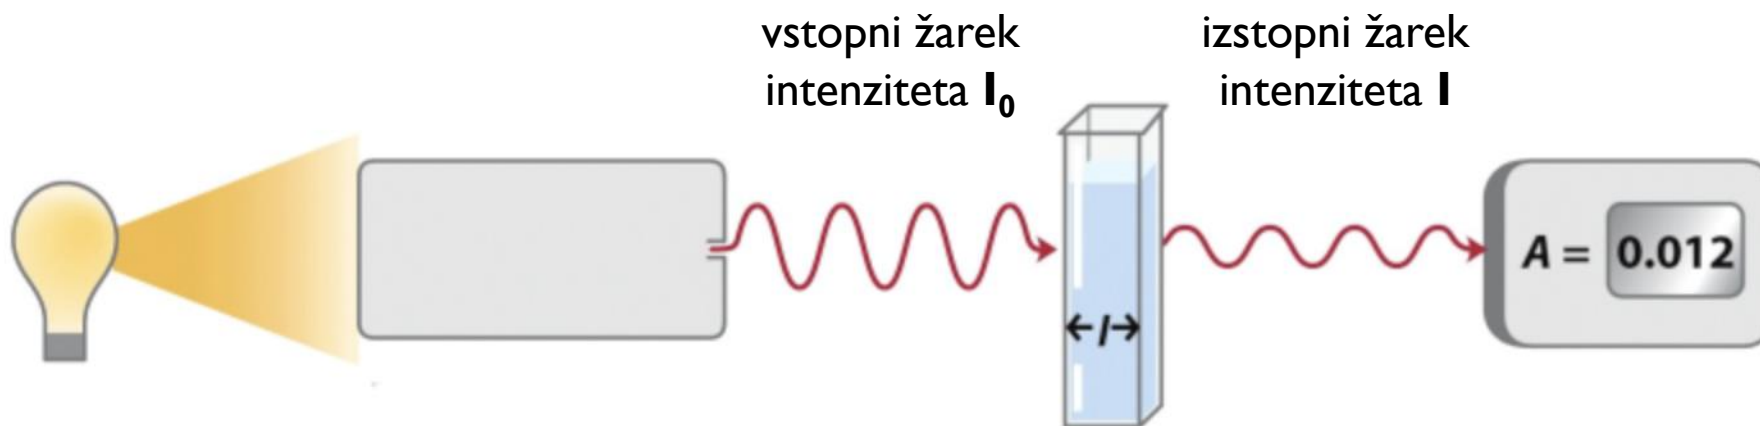 vstopni žarek
intenziteta I₀
izstopni žarek
intenziteta I
l
A = 0.012